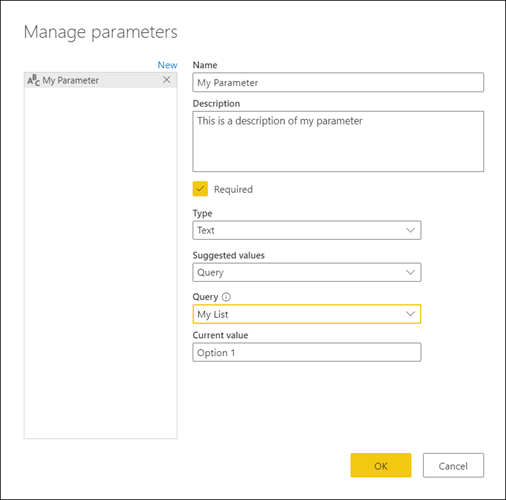 Manage parameters
New
ABC My Parameter
Name
My Parameter
Description
This is a description of my parameter
Required
Type
Text
Suggested values
Query
Query
My List
Current value
Option 1
OK
Cancel